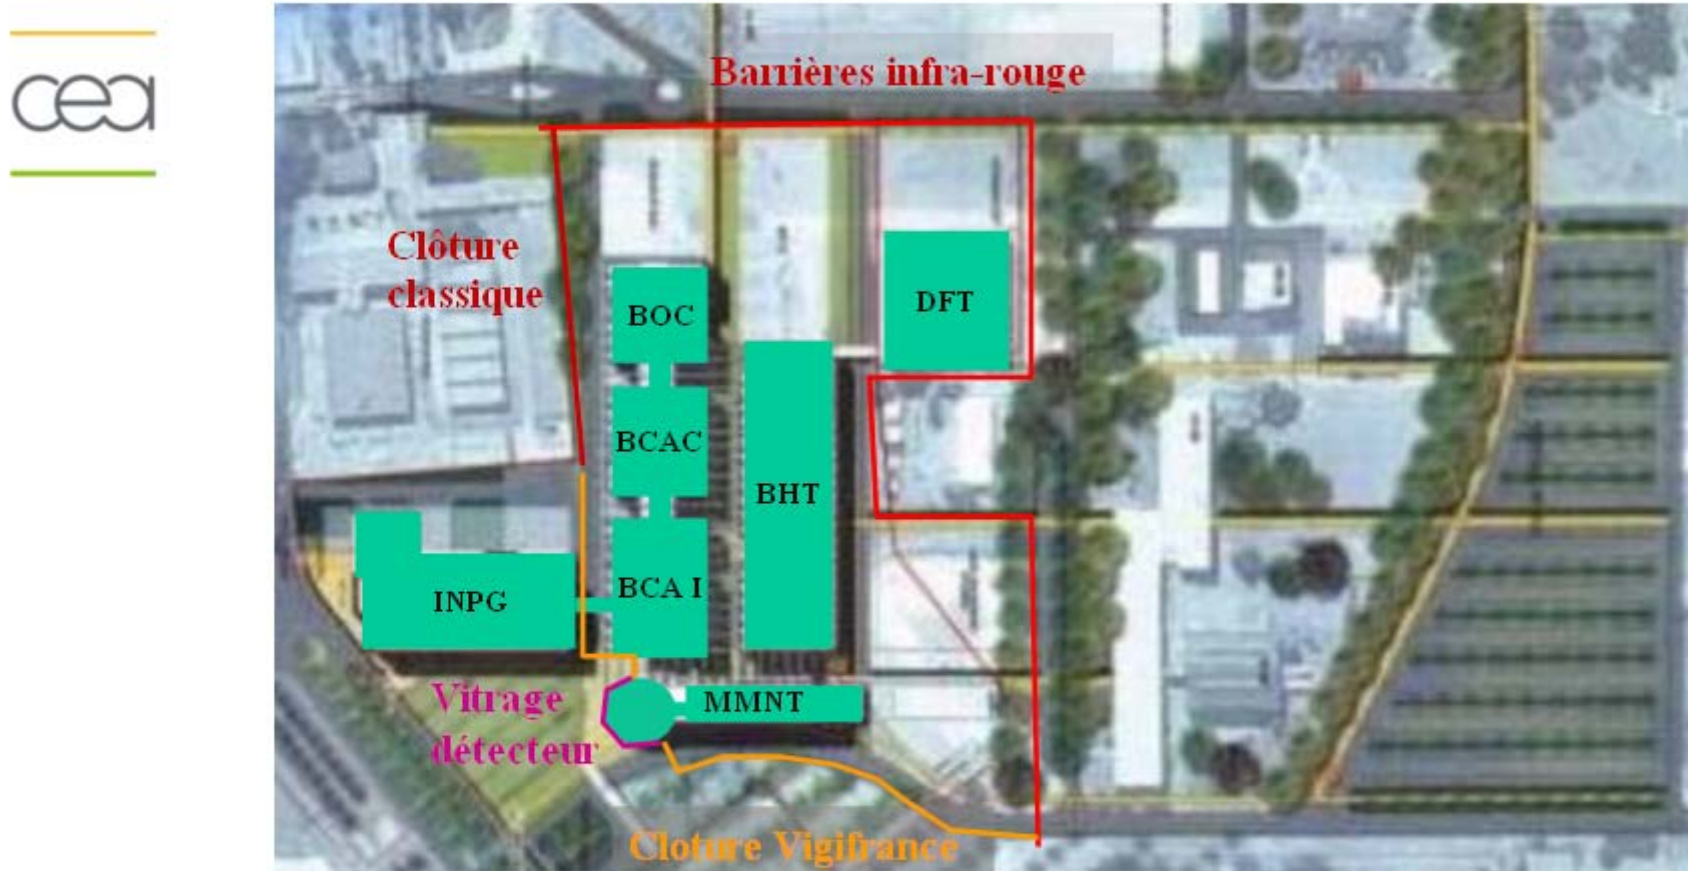 cea
Barrières infra-rouge
Clôture
classique
BOC
DFT
BCAC
BHT
BCA I
INPG
Vitrage
détecteur
MMNT
Cloture Vigifrance